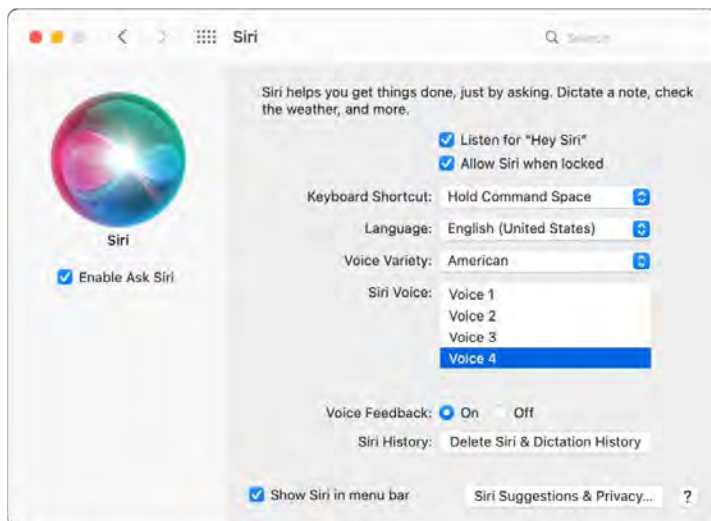 Siri
Search
Siri helps you get things done, just by asking. Dictate a note, check
the weather, and more.
Listen for "Hey Siri"
Allow Siri when locked
Keyboard Shortcut: Hold Command Space
Siri
Language: English (United States)
Enable Ask Siri
Voice Variety: American
Siri Voice: Voice 1
Voice 2
Voice 3
Voice 4
Voice Feedback: On Off
Siri History: Delete Siri & Dictation History
Show Siri in menu bar
Siri Suggestions & Privacy... ?